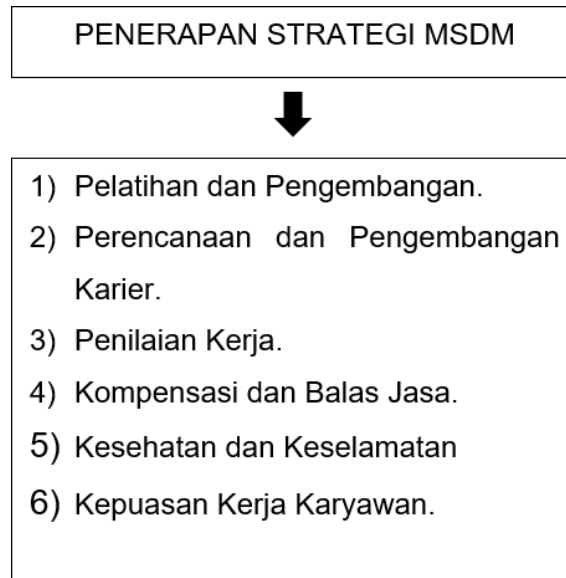 PENERAPAN STRATEGI MSDM
1) Pelatihan dan Pengembangan.
2) Perencanaan dan Pengembangan
Karier.
3) Penilaian Kerja.
4) Kompensasi dan Balas Jasa.
5) Kesehatan dan Keselamatan
6) Kepuasan Kerja Karyawan.